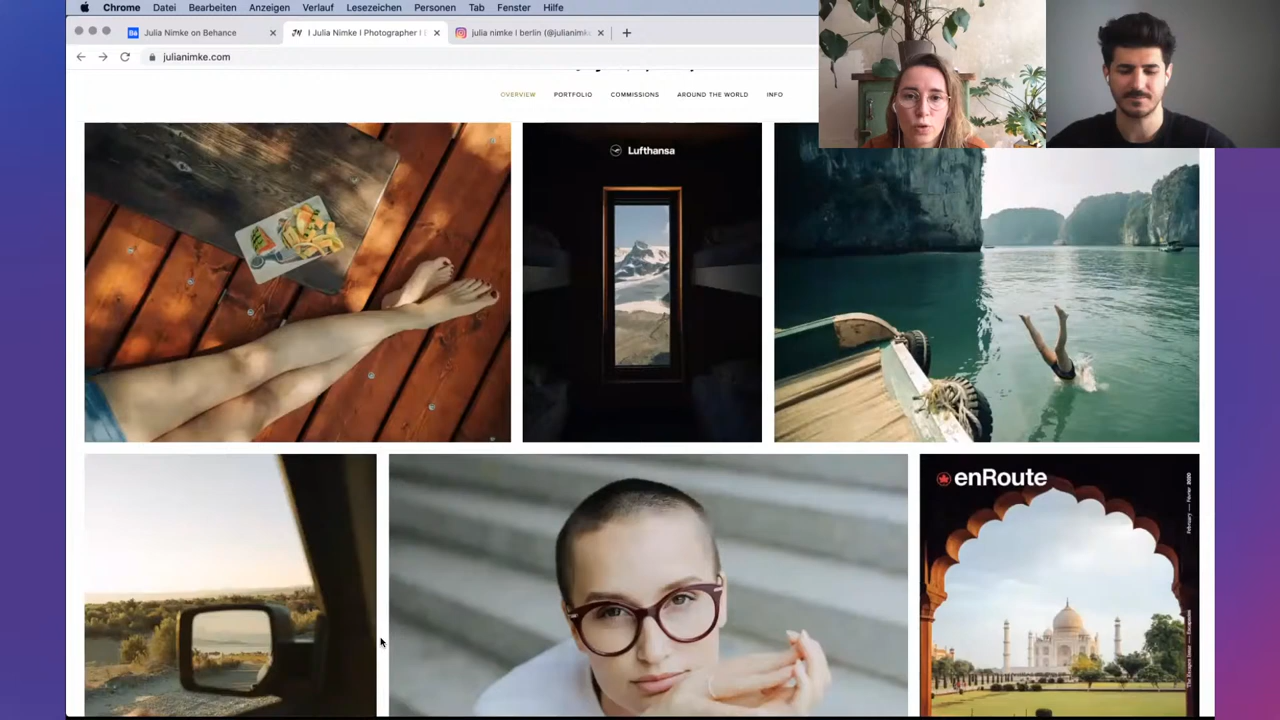 Chrome Datei Bearbeiten Anzeigen Verlauf Lesezeichen Personen Tab Fenster Hilfe
Julia Nimke on Behance
I Julia Nimke I Photographer I
julia nimke I berlin (@julianimk
julianimke.com
OVERVIEW PORTFOLIO COMMISSIONS AROUND THE WORLD INFO
Lufthansa
enRoute